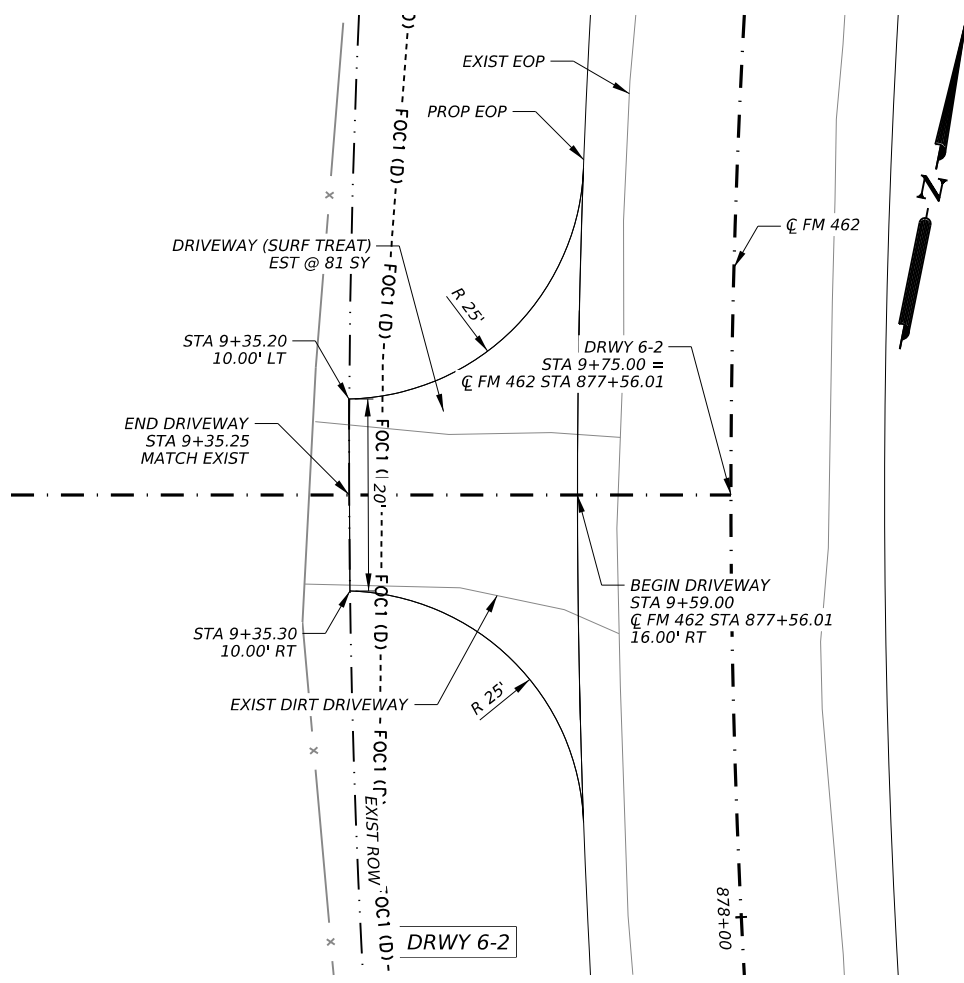 EXIST EOP
PROP EOP
FOC1 (D)
N
℄ FM 462
DRIVEWAY (SURF TREAT)
EST @ 81 SY
FOC1 (D)
R 25'
STA 9+35.20
10.00' LT
DRWY 6-2
STA 9+75.00 =
℄ FM 462 STA 877+56.01
END DRIVEWAY
STA 9+35.25
MATCH EXIST
FOC1 (
20'
BEGIN DRIVEWAY
STA 9+59.00
℄ FM 462 STA 877+56.01
16.00' RT
FOC1 (D)
STA 9+35.30
10.00' RT
R 25'
EXIST DIRT DRIVEWAY
FOC1 (
EXIST ROW
OC1 (D)
878+00
DRWY 6-2